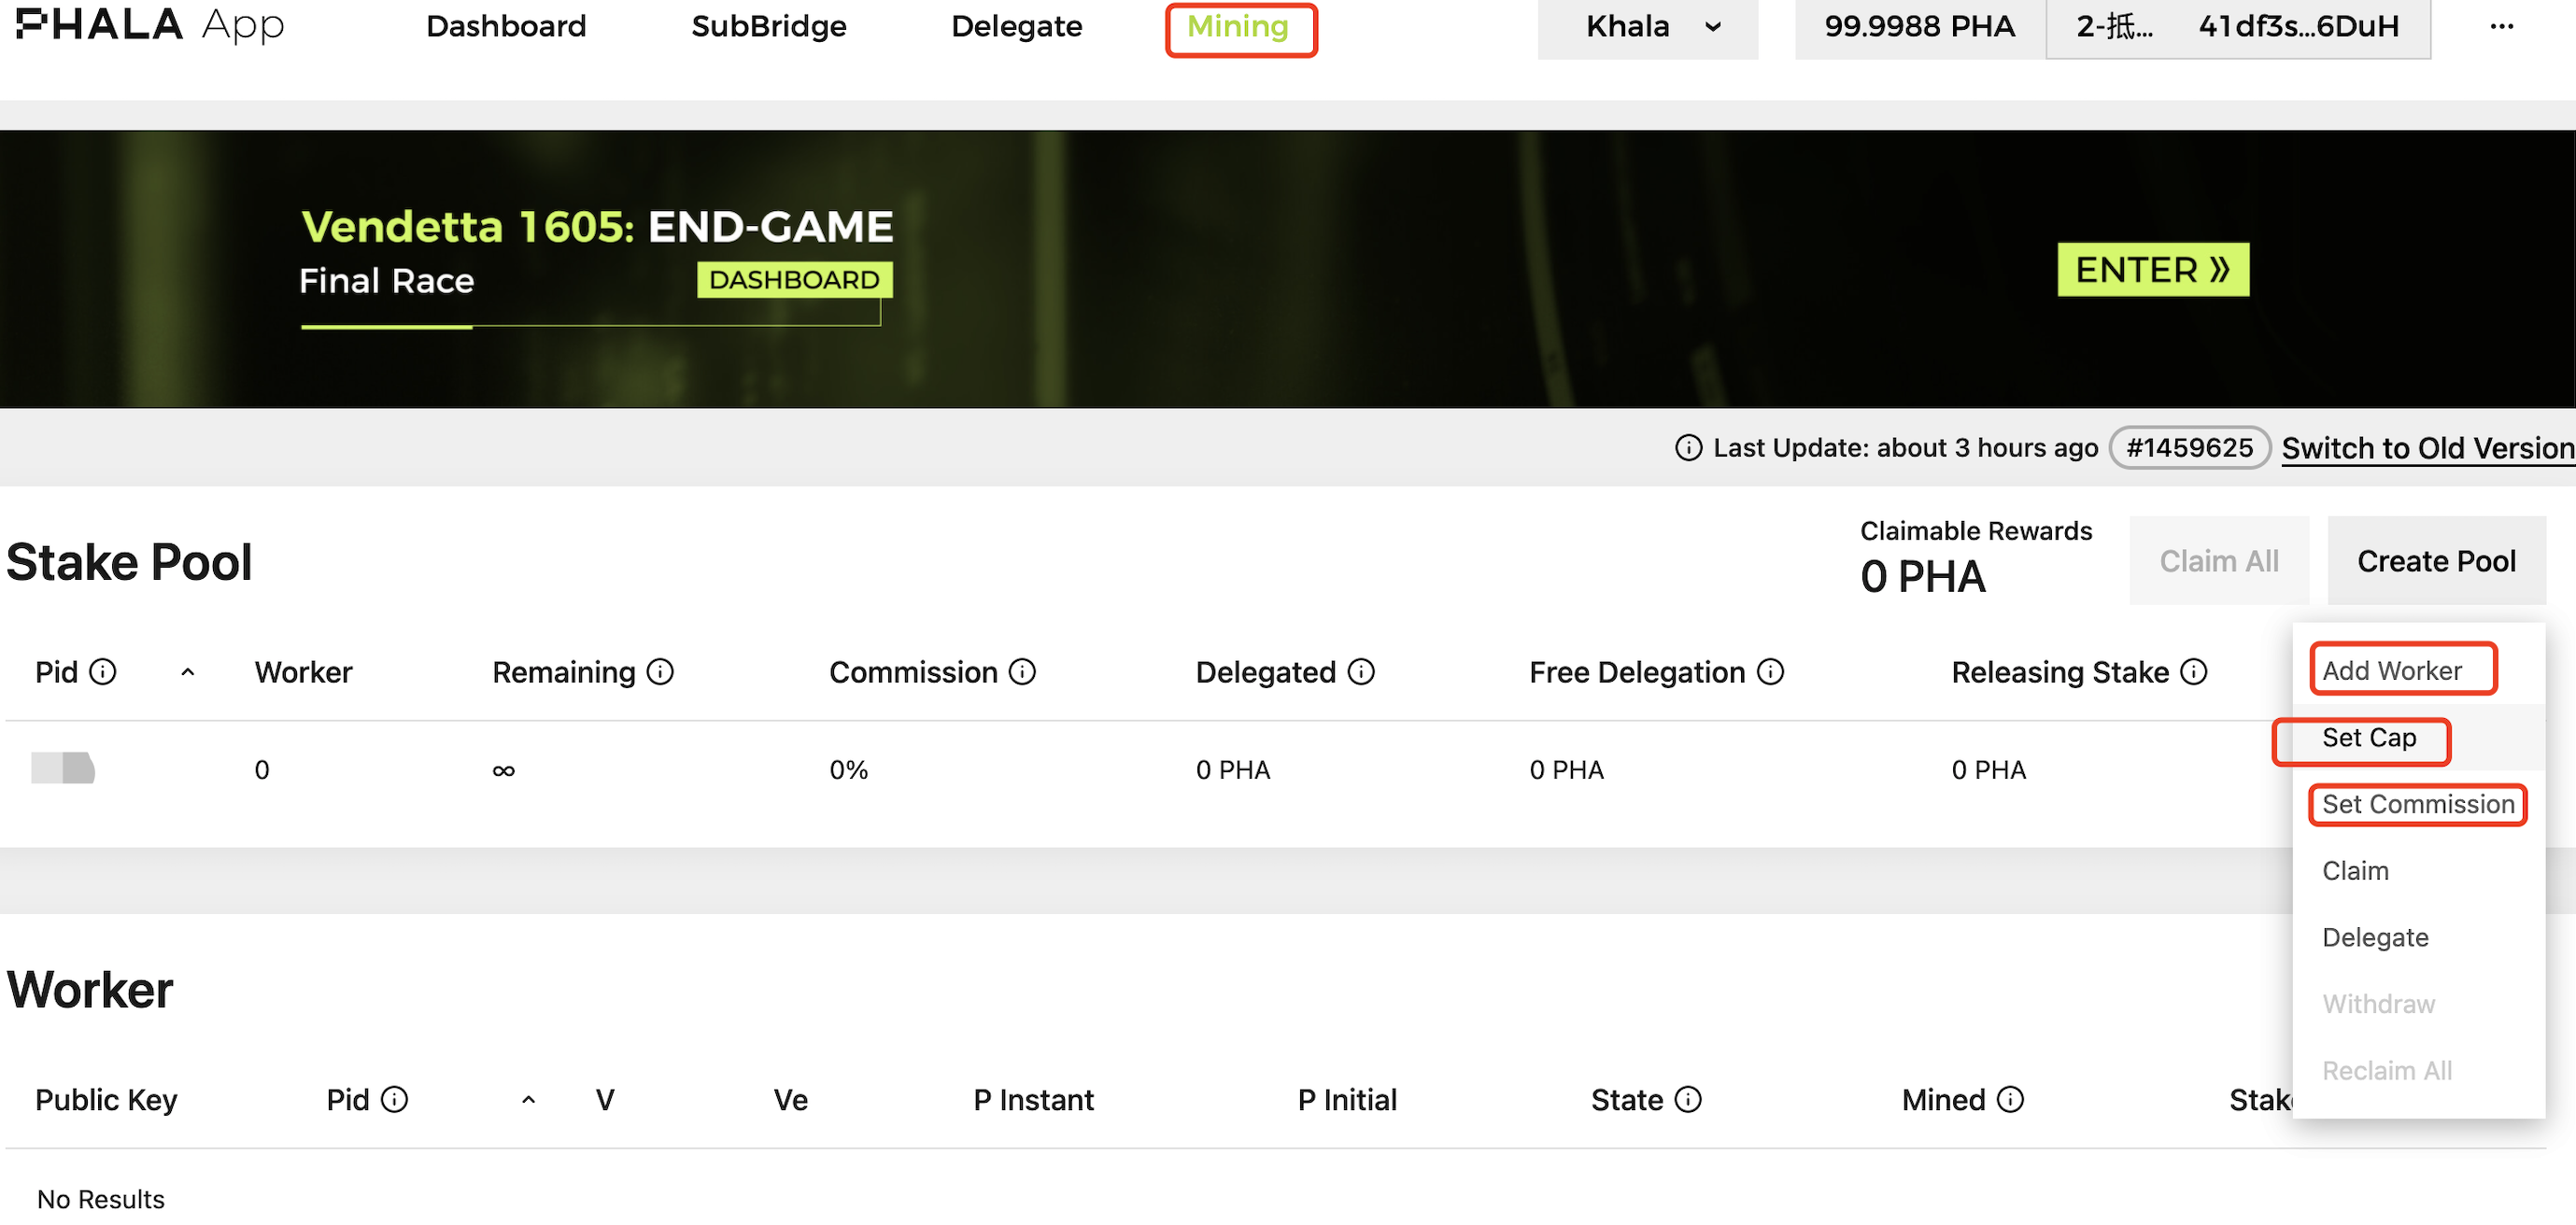 PHALA App Dashboard SubBridge Delegate Mining Khala 99.9988 PHA 2-抵... 41df3s...6DuH ...
Vendetta 1605: END-GAME
Final Race DASHBOARD
ENTER »
Last Update: about 3 hours ago #1459625 Switch to Old Version
Stake Pool
Claimable Rewards
0 PHA
Claim All Create Pool
Pid Worker Remaining Commission Delegated Free Delegation Releasing Stake
0 ∞ 0% 0 PHA 0 PHA 0 PHA
Add Worker
Set Cap
Set Commission
Claim
Delegate
Withdraw
Reclaim All
Worker
Public Key Pid V Ve P Instant P Initial State Mined Stak
No Results